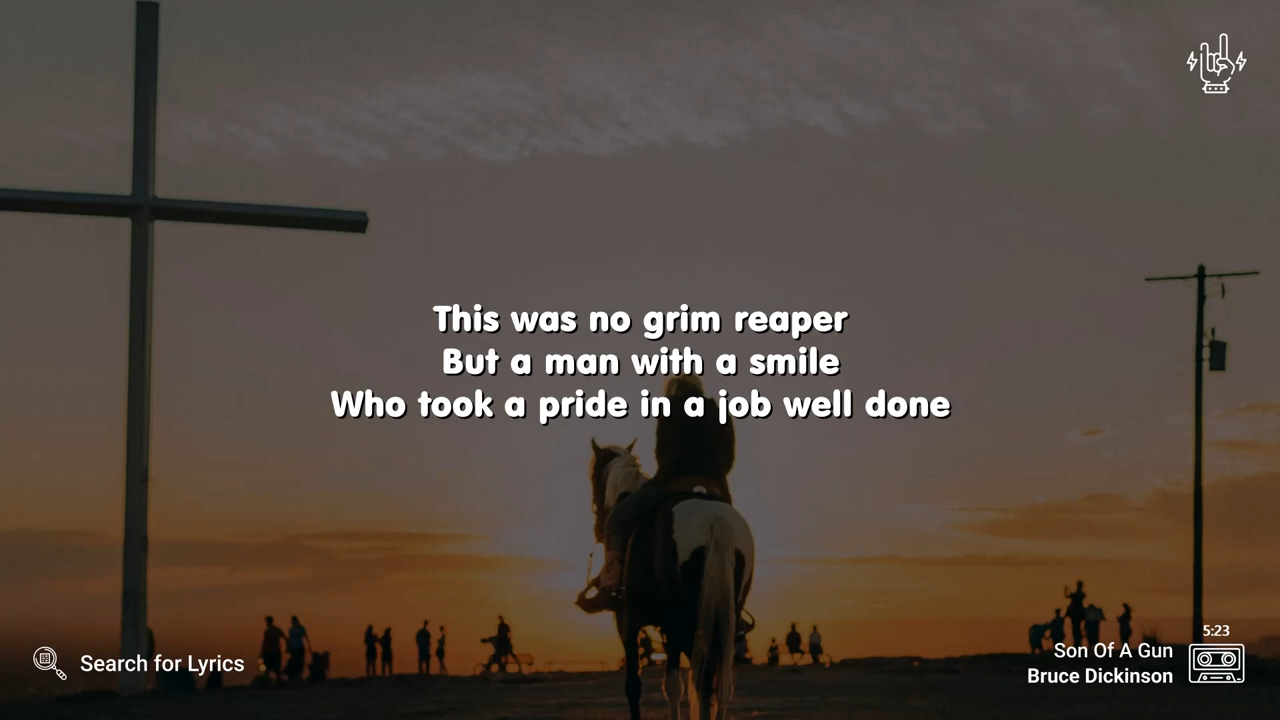 This was no grim reaper
But a man with a smile
Who took a pride in a job well done
Search for Lyrics
5:23
Son Of A Gun
Bruce Dickinson